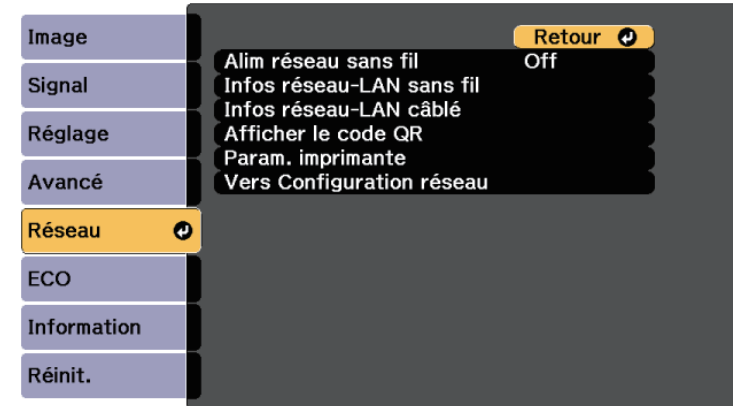 Image
Signal
Réglage
Avancé
Réseau
ECO
Information
Réinit.
Retour
Alim réseau sans fil Off
Infos réseau-LAN sans fil
Infos réseau-LAN câblé
Afficher le code QR
Param. imprimante
Vers Configuration réseau